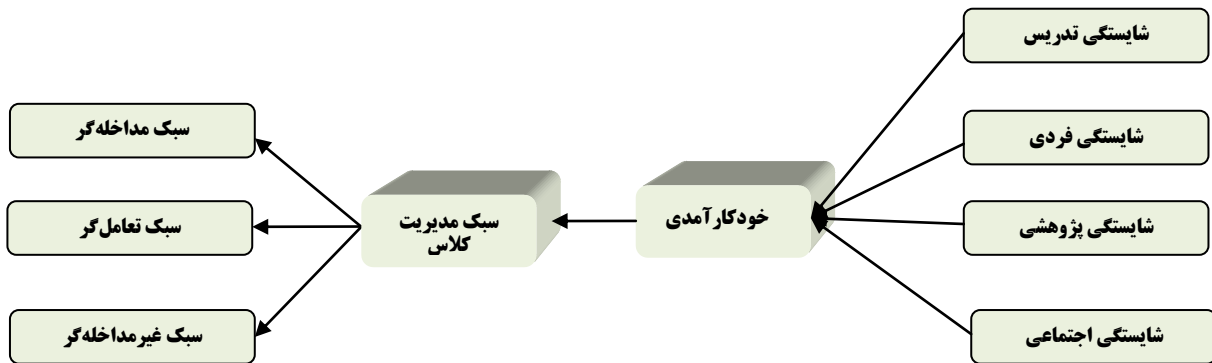 شایستگی تدریس
شایستگی فردی
شایستگی پژوهشی
شایستگی اجتماعی
خودکارآمدی
سبک مدیریت
کلاس
سبک مداخله‌گر
سبک تعامل‌گر
سبک غیرمداخله‌گر